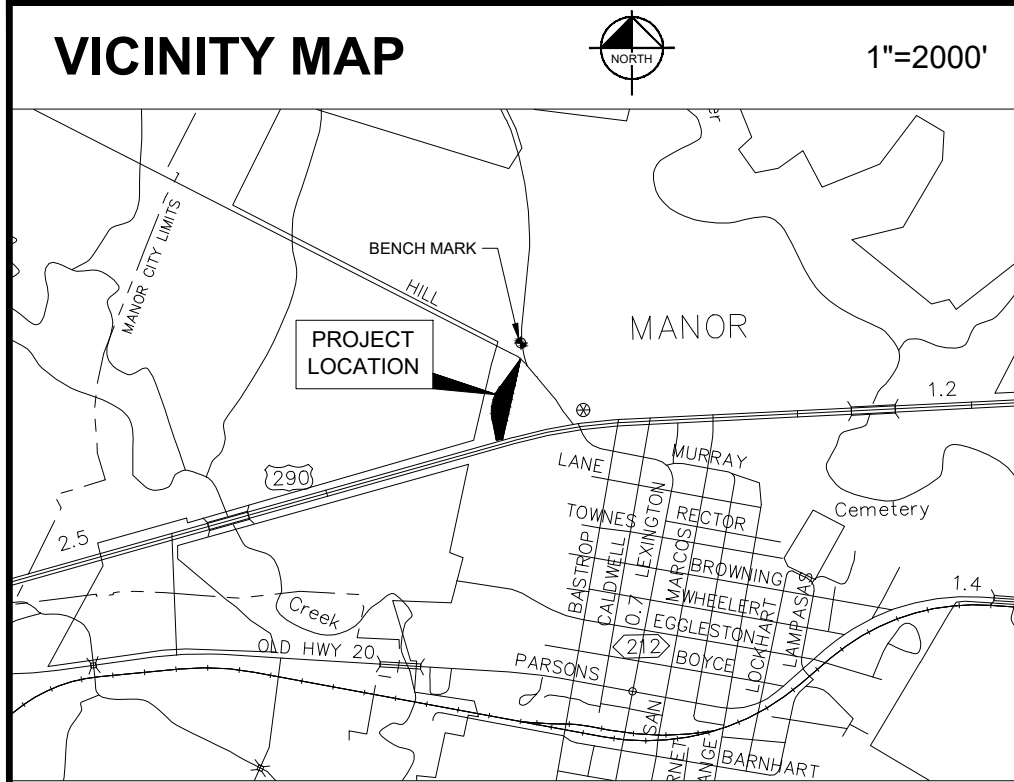 VICINITY MAP
NORTH
1"=2000'
MANOR CITY LIMITS
BENCH MARK
HILL
PROJECT
LOCATION
MANOR
1.2
290
2.5
LANE
MURRAY
TOWNES
RECTOR
Cemetery
BASTROP
CALDWELL
0.7
LEXINGTON
MARCOS
BROWNING
WHEELERT
EGGLESTON
LOCKHART
LAMPASAS
1.4
Creek
OLD HWY 20
PARSONS
212
BOYCE
SAN
BARNHART